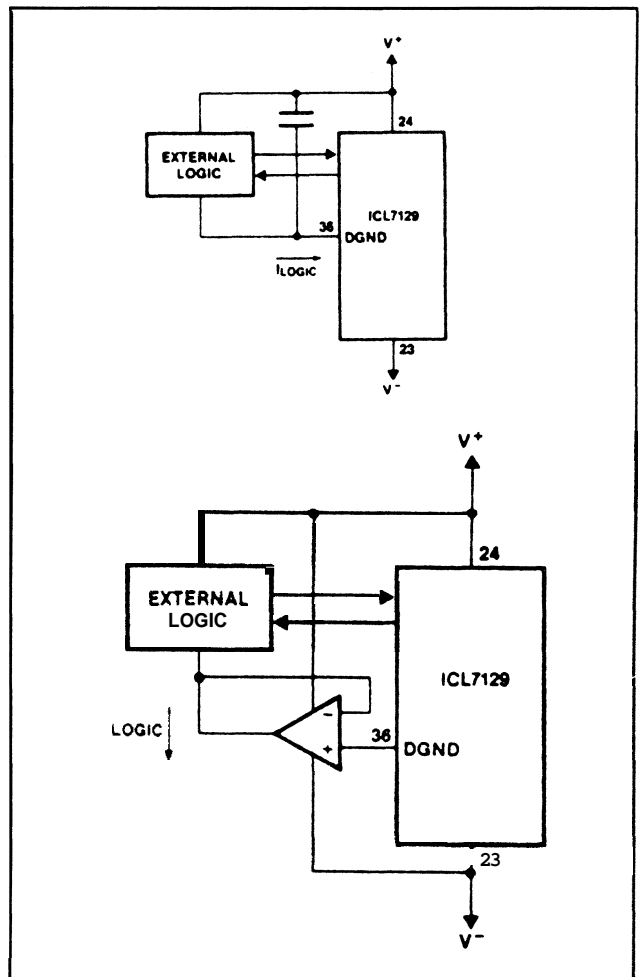 V+
24
EXTERNAL
LOGIC
ICL7129
36
DGND
ILOGIC
23
V-
V+
24
EXTERNAL
LOGIC
ICL7129
-
+
36
DGND
LOGIC
23
V-